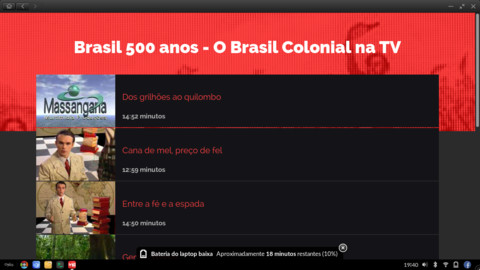 Brasil 500 anos - O Brasil Colonial na TV
Massangana
Dos grilhões ao quilombo
14:52 minutos
Cana de mel, preço de fel
12:59 minutos
Entre a fé e a espada
14:50 minutos
Bateria do laptop baixa Aproximadamente 18 minutos restantes (10%)
19:40